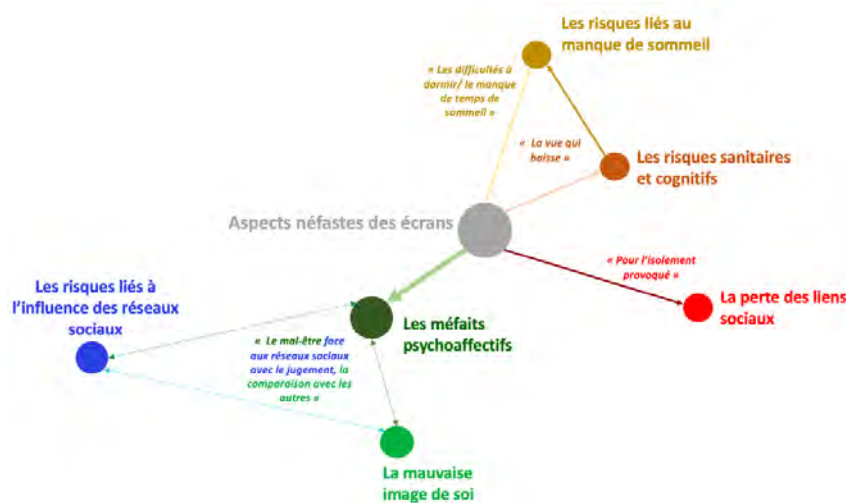 Les risques liés au
manque de sommeil
« Les difficultés à
dormir/ le manque
de temps de
sommeil »
« La vue qui
baisse »
Les risques sanitaires
et cognitifs
Aspects néfastes des écrans
« Pour l'isolement
provoqué »
Les risques liés à
l'influence des réseaux
sociaux
La perte des liens
sociaux
Les méfaits
psychoaffectifs
« Le mal-être face
aux réseaux sociaux
avec le jugement, la
comparaison avec les
autres »
La mauvaise
image de soi